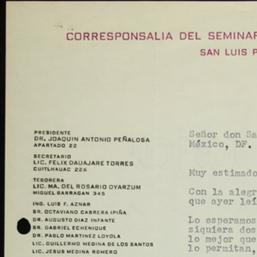 CORRESPONSALIA DEL SEMINAR
SAN LUIS P
PRESIDENTE
DR. JOAQUIN ANTONIO PEÑALOSA
APARTADO 22
SECRETARIO
LIC. FELIX DAUAJARE TORRES
CUITLHUAC 226
TESORERA
LIC. MA. DEL ROSARIO OYARZUM
MIGUEL BARRAGAN 345
ING. LUIS F. AZNAR
SR. OCTAVIANO CABRERA IPIÑA
DR. AUGUSTO DIAZ INFANTE
SR. GABRIEL ECHENIQUE
DR. PABLO MARTINEZ LOYOLA
LIC. GUILLERMO MEDINA DE LOS SANTOS
LIC. JESUS MEDINA ROMERO
Señor don Sa
México, DF.
Muy estimado
Con la alegr
que ayer leí
Lo esperamos
siquiera dos
lo mejor que
lo permitan,